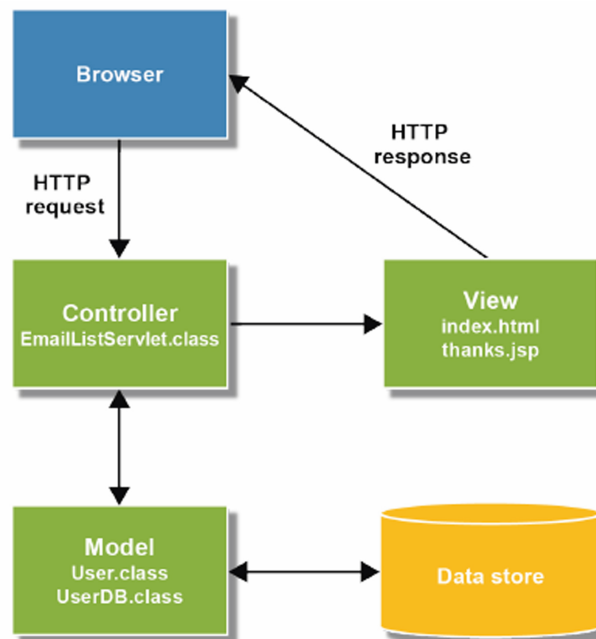 Browser
HTTP
response
HTTP
request
Controller
EmailListServlet.class
View
index.html
thanks.jsp
Model
User.class
UserDB.class
Data store